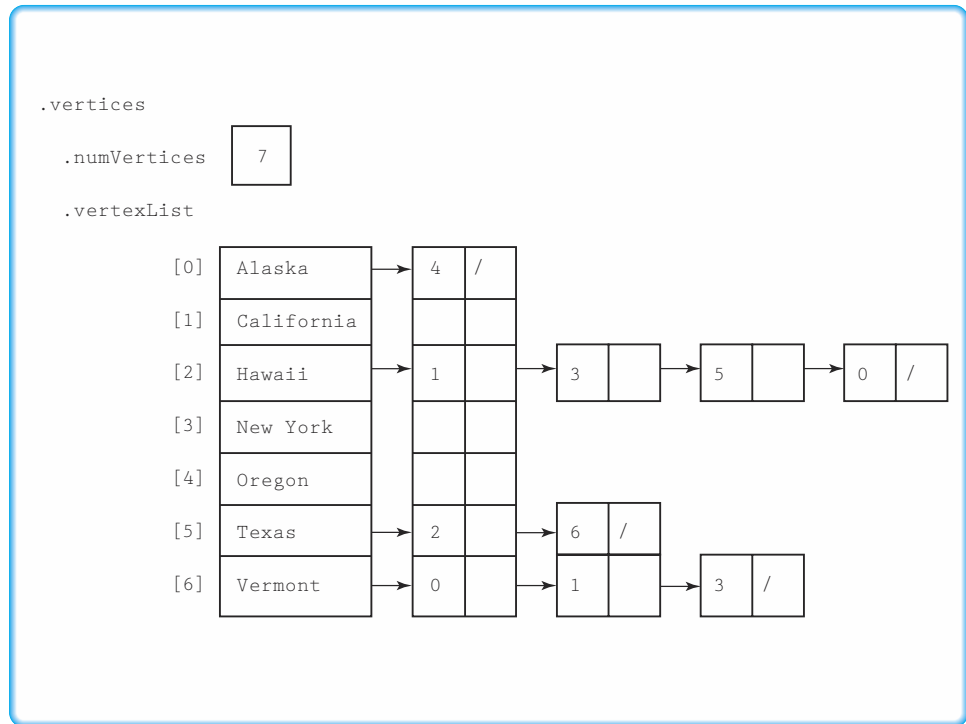 .vertices
.numVertices 7
.vertexList
[0] Alaska 4 /
[1] California
[2] Hawaii 1 3 5 0 /
[3] New York
[4] Oregon
[5] Texas 2 6 /
[6] Vermont 0 1 3 /